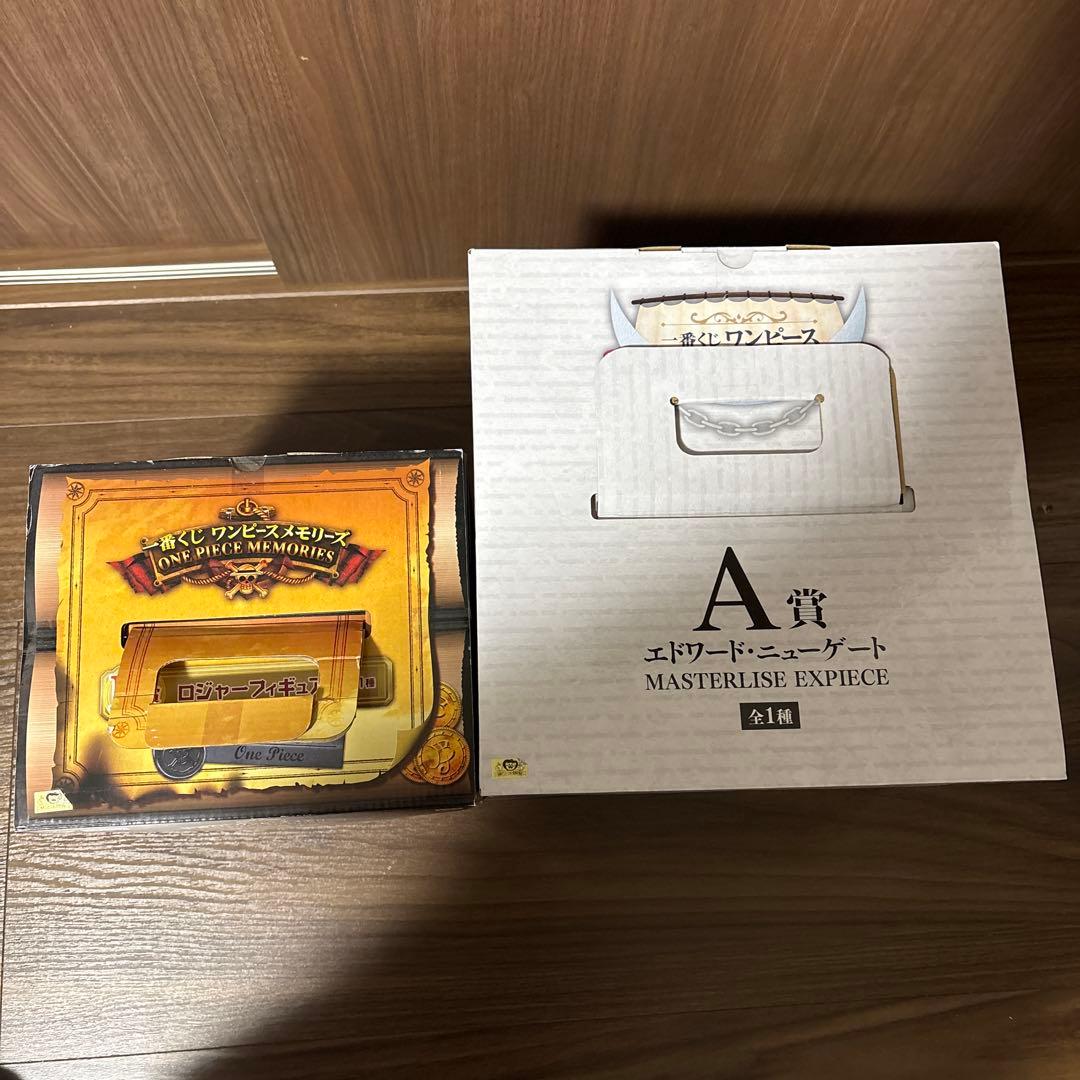 一番くじ ワンピースメモリーズ
ONE PIECE MEMORIES
ロジャーフィギュア
種
One Piece
一番くじ ワンピース
A賞
エドワード・ニューゲート
MASTERLISE EXPIECE
全1種